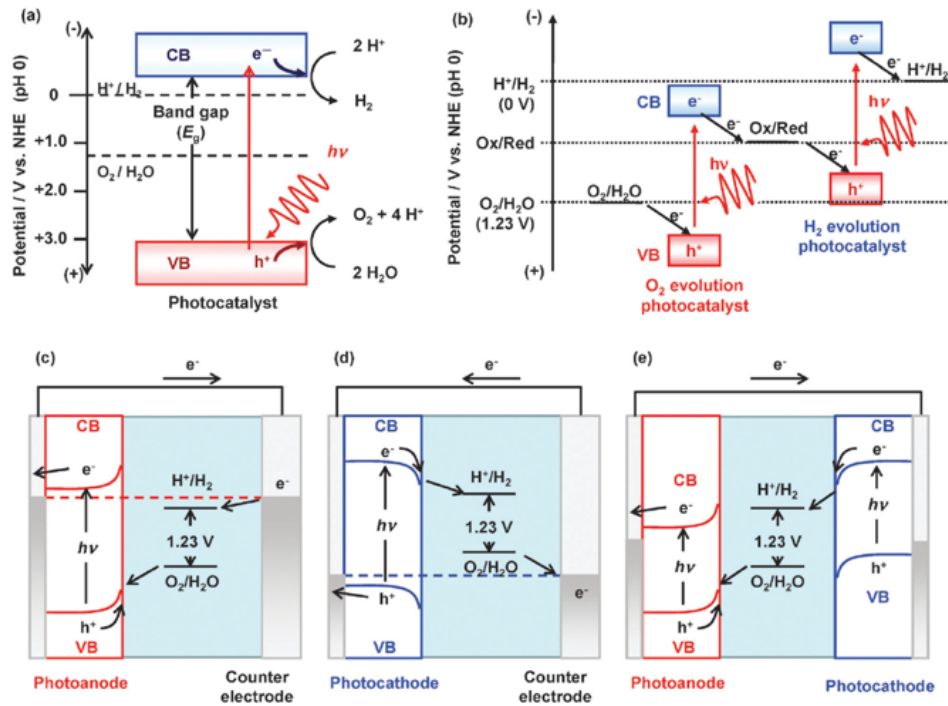 (a)
(-)
Potential / V vs. NHE (pH 0)
0
+1.0
+2.0
+3.0
(+)
CB
e⁻
2 H⁺
H₂
H⁺/ H₂
Band gap
(Eg)
O₂ / H₂O
hν
O₂ + 4 H⁺
VB
h⁺
2 H₂O
Photocatalyst
(b)
(-)
Potential / V vs. NHE (pH 0)
e⁻
e⁻
H⁺/H₂
H⁺/H₂
(0 V)
CB
e⁻
hν
e⁻
Ox/Red
Ox/Red
e⁻
hν
h⁺
O₂/H₂O
O₂/H₂O
(1.23 V)
e⁻
H₂ evolution
photocatalyst
VB
h⁺
(+)
O₂ evolution
photocatalyst
(c)
e⁻
CB
e⁻
H⁺/H₂
e⁻
hν
1.23 V
O₂/H₂O
h⁺
VB
Photoanode
Counter
electrode
(d)
e⁻
CB
e⁻
H⁺/H₂
hν
1.23 V
O₂/H₂O
h⁺
e⁻
VB
Photocathode
Counter
electrode
(e)
e⁻
CB
e⁻
CB
H⁺/H₂
e⁻
hν
hν
1.23 V
O₂/H₂O
h⁺
h⁺
VB
VB
Photoanode
Photocathode